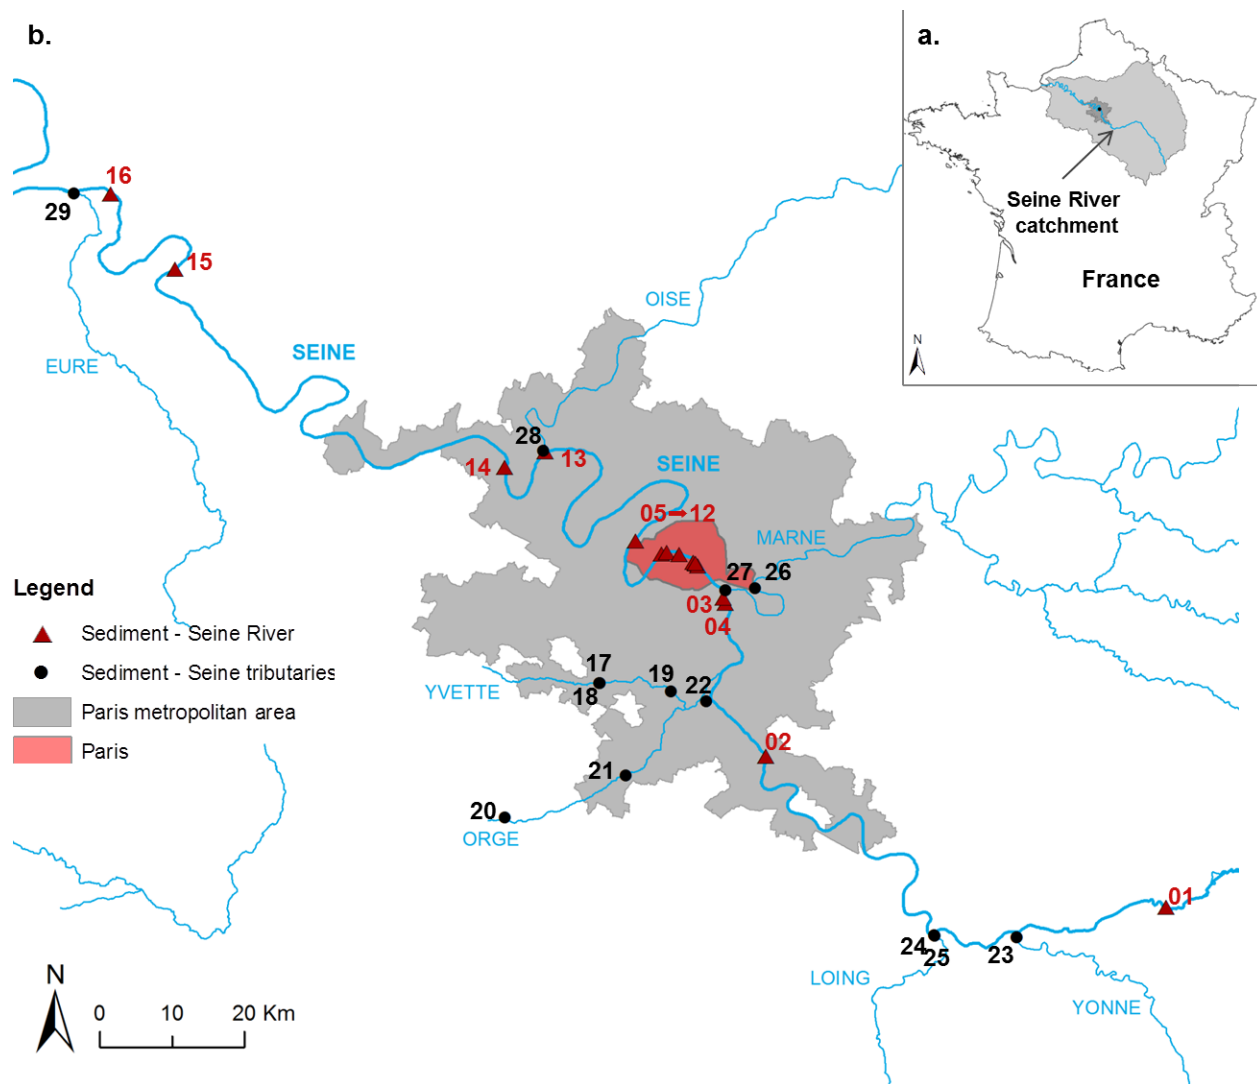 b.
a.
N
Seine River
catchment
France
16
29
15
OISE
SEINE
EURE
28
13
14
SEINE
05➞12
MARNE
27
26
03
04
Legend
Sediment - Seine River
Sediment - Seine tributaries
Paris metropolitan area
Paris
17
18
19
22
YVETTE
02
21
20
ORGE
01
24
25
23
LOING
YONNE
N
0
10
20 Km